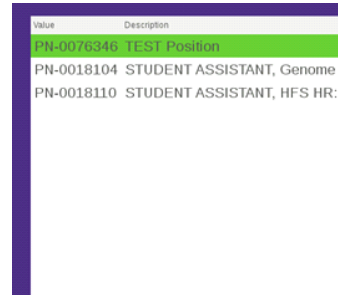 Value Description
PN-0076346 TEST Position
PN-0018104 STUDENT ASSISTANT, Genome
PN-0018110 STUDENT ASSISTANT, HFS HR: